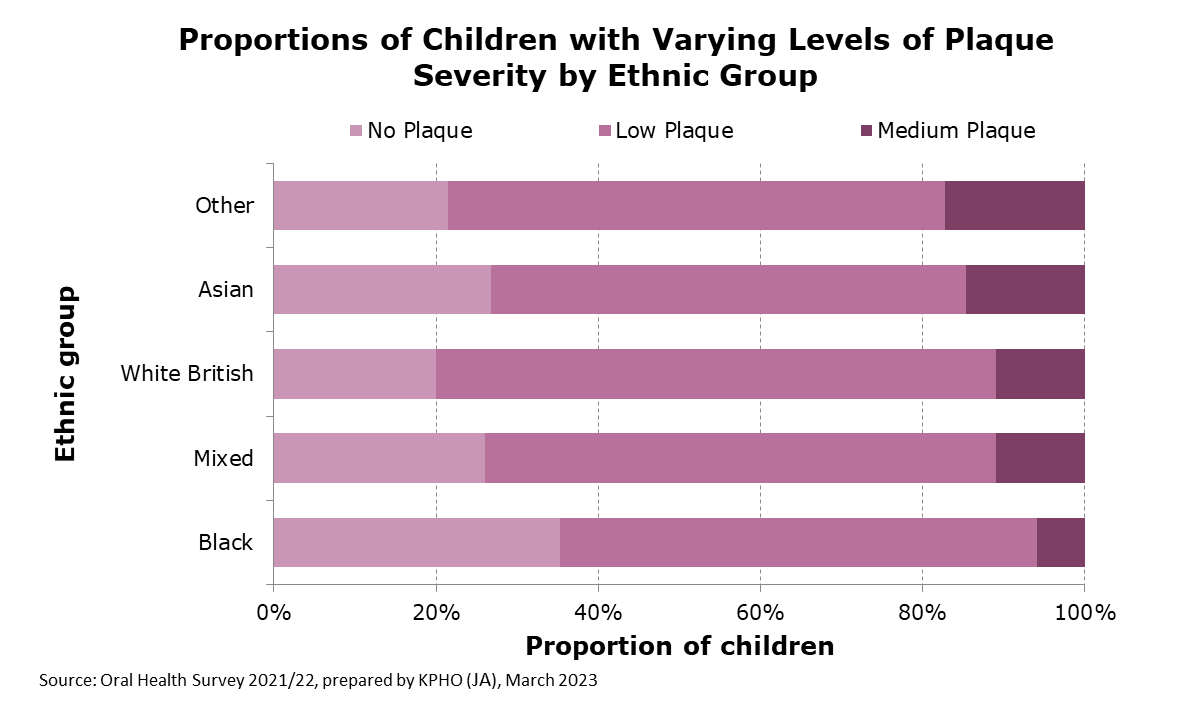 Proportions of Children with Varying Levels of Plaque
Severity by Ethnic Group
No Plaque
Low Plaque
Medium Plaque
Ethnic group
Other
Asian
White British
Mixed
Black
0% 20% 40% 60% 80% 100%
Proportion of children
Source: Oral Health Survey 2021/22, prepared by KPHO (JA), March 2023